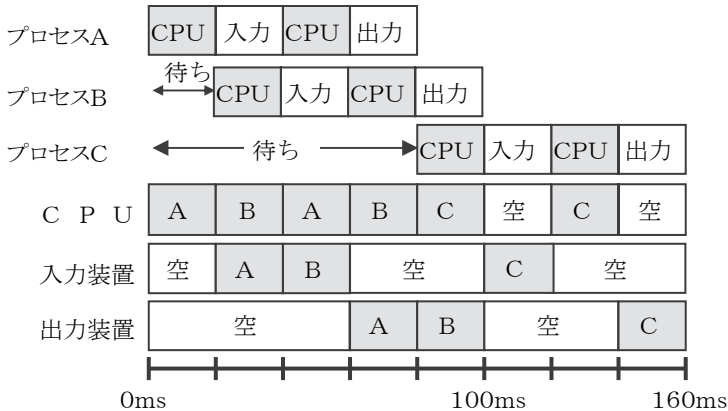 プロセスA CPU 入力 CPU 出力
待ち
プロセスB CPU 入力 CPU 出力
プロセスC 待ち CPU 入力 CPU 出力
C P U A B A B C 空 C 空
入力装置 空 A B 空 C 空
出力装置 空 A B 空 C
0ms 100ms 160ms